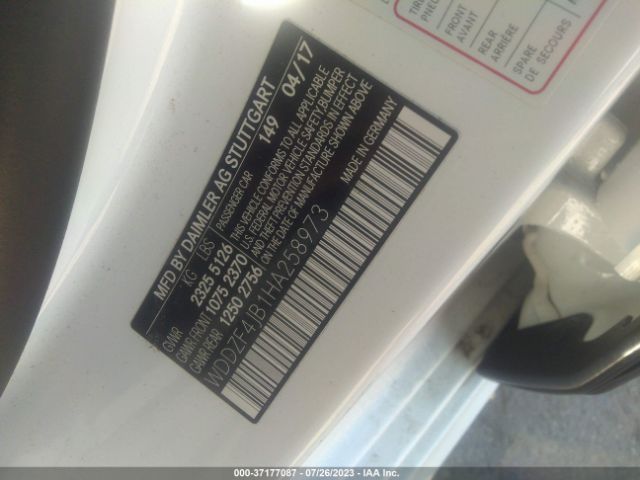 MFD BY DAIMLER AG STUTTGART
KG LBS PASSENGER CAR 149 04/17
GVWR 2325 5126 THIS VEHICLE CONFORMS TO ALL APPLICABLE
GAWR FRONT 1075 2370 U.S. FEDERAL MOTOR VEHICLE SAFETY, BUMPER
GAWR REAR 1250 2756 AND THEFT PREVENTION STANDARDS IN EFFECT
ON THE DATE OF MANUFACTURE SHOWN ABOVE
WDDZF4JB1HA258973 MADE IN GERMANY
FRONT
AVANT
REAR
ARRIÈRE
SPARE
DE SECOURS
000-37177087 - 07/26/2023 - IAA Inc.